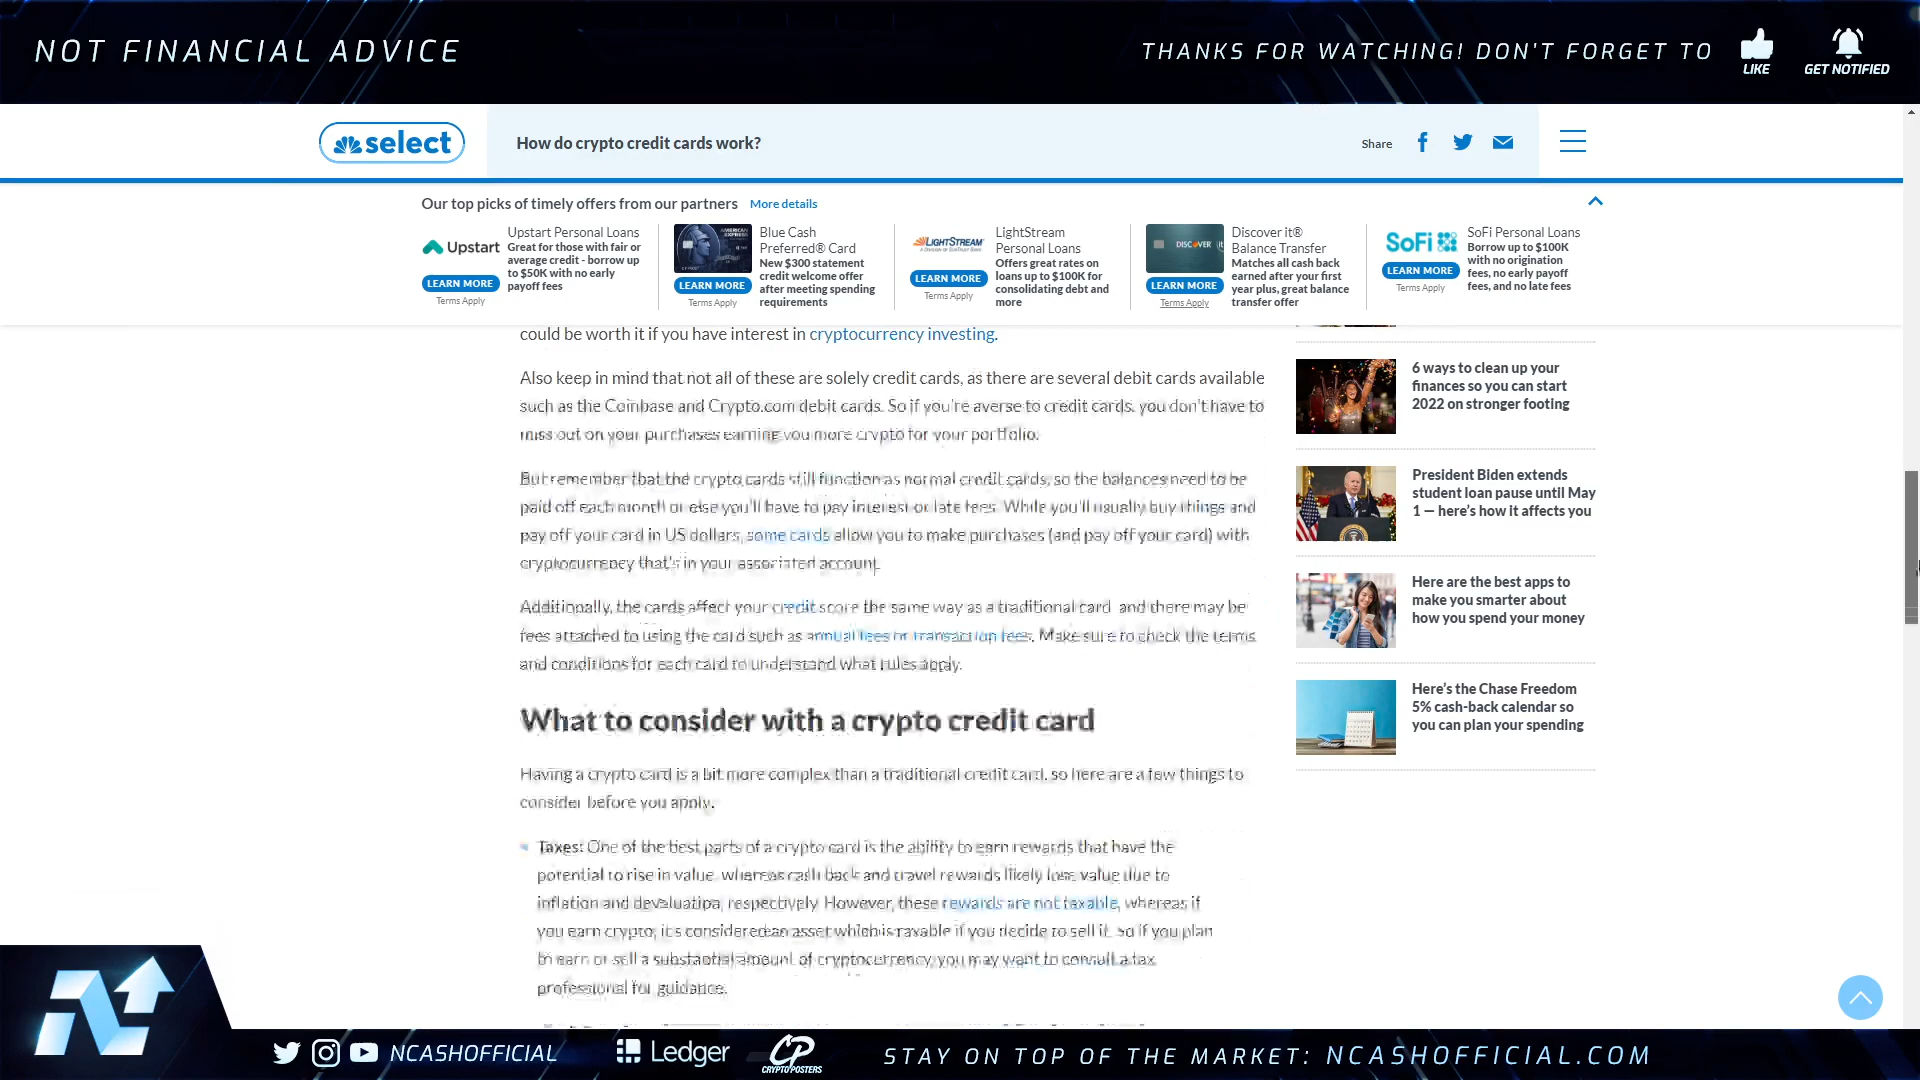 NOT FINANCIAL ADVICE
THANKS FOR WATCHING! DON'T FORGET TO
LIKE
GET NOTIFIED
select
How do crypto credit cards work?
Share
Our top picks of timely offers from our partners More details
Upstart
LEARN MORE
Terms Apply
Upstart Personal Loans
Great for those with fair or
average credit - borrow up
to $50K with no early
payoff fees
AMERICAN EXPRESS
LEARN MORE
Terms Apply
Blue Cash
Preferred® Card
New $300 statement
credit welcome offer
after meeting spending
requirements
LIGHTSTREAM
LEARN MORE
Terms Apply
LightStream
Personal Loans
Offers great rates on
loans up to $100K for
consolidating debt and
more
DISCOVER it
LEARN MORE
Terms Apply
Discover it®
Balance Transfer
Matches all cash back
earned after your first
year plus, great balance
transfer offer
SoFi
LEARN MORE
Terms Apply
SoFi Personal Loans
Borrow up to $100K
with no origination
fees, no early payoff
fees, and no late fees
could be worth it if you have interest in cryptocurrency investing.
Also keep in mind that not all of these are solely credit cards, as there are several debit cards available
such as the Coinbase and Crypto.com debit cards. So if you're averse to credit cards, you don't have to
miss out on your purchases earning you more crypto for your portfolio.
But remember that the crypto cards still function as normal credit cards, so the balances need to be
paid off each month or else you'll have to pay interest or late fees. While you'll usually buy things and
pay off your card in US dollars, some cards allow you to make purchases (and pay off your card) with
cryptocurrency that's in your associated account.
Additionally, the cards affect your credit score the same way as a traditional card and there may be
fees attached to using the card such as annual fees or transaction fees. Make sure to check the terms
and conditions for each card to understand what rules apply.
What to consider with a crypto credit card
Having a crypto card is a bit more complex than a traditional credit card, so here are a few things to
consider before you apply.
Taxes: One of the best parts of a crypto card is the ability to earn rewards that have the
potential to rise in value, whereas cash back and travel rewards likely lose value due to
inflation and devaluation, respectively. However, these rewards are not taxable, whereas if
you earn crypto, it's considered an asset which is taxable if you decide to sell it. So if you plan
to earn or sell a substantial amount of cryptocurrency, you may want to consult a tax
professional for guidance.
6 ways to clean up your
finances so you can start
2022 on stronger footing
President Biden extends
student loan pause until May
1 — here's how it affects you
Here are the best apps to
make you smarter about
how you spend your money
Here's the Chase Freedom
5% cash-back calendar so
you can plan your spending
NCASHOFFICIAL
Ledger
CP
CRYPTOPOSTERS
STAY ON TOP OF THE MARKET: NCASHOFFICIAL.COM